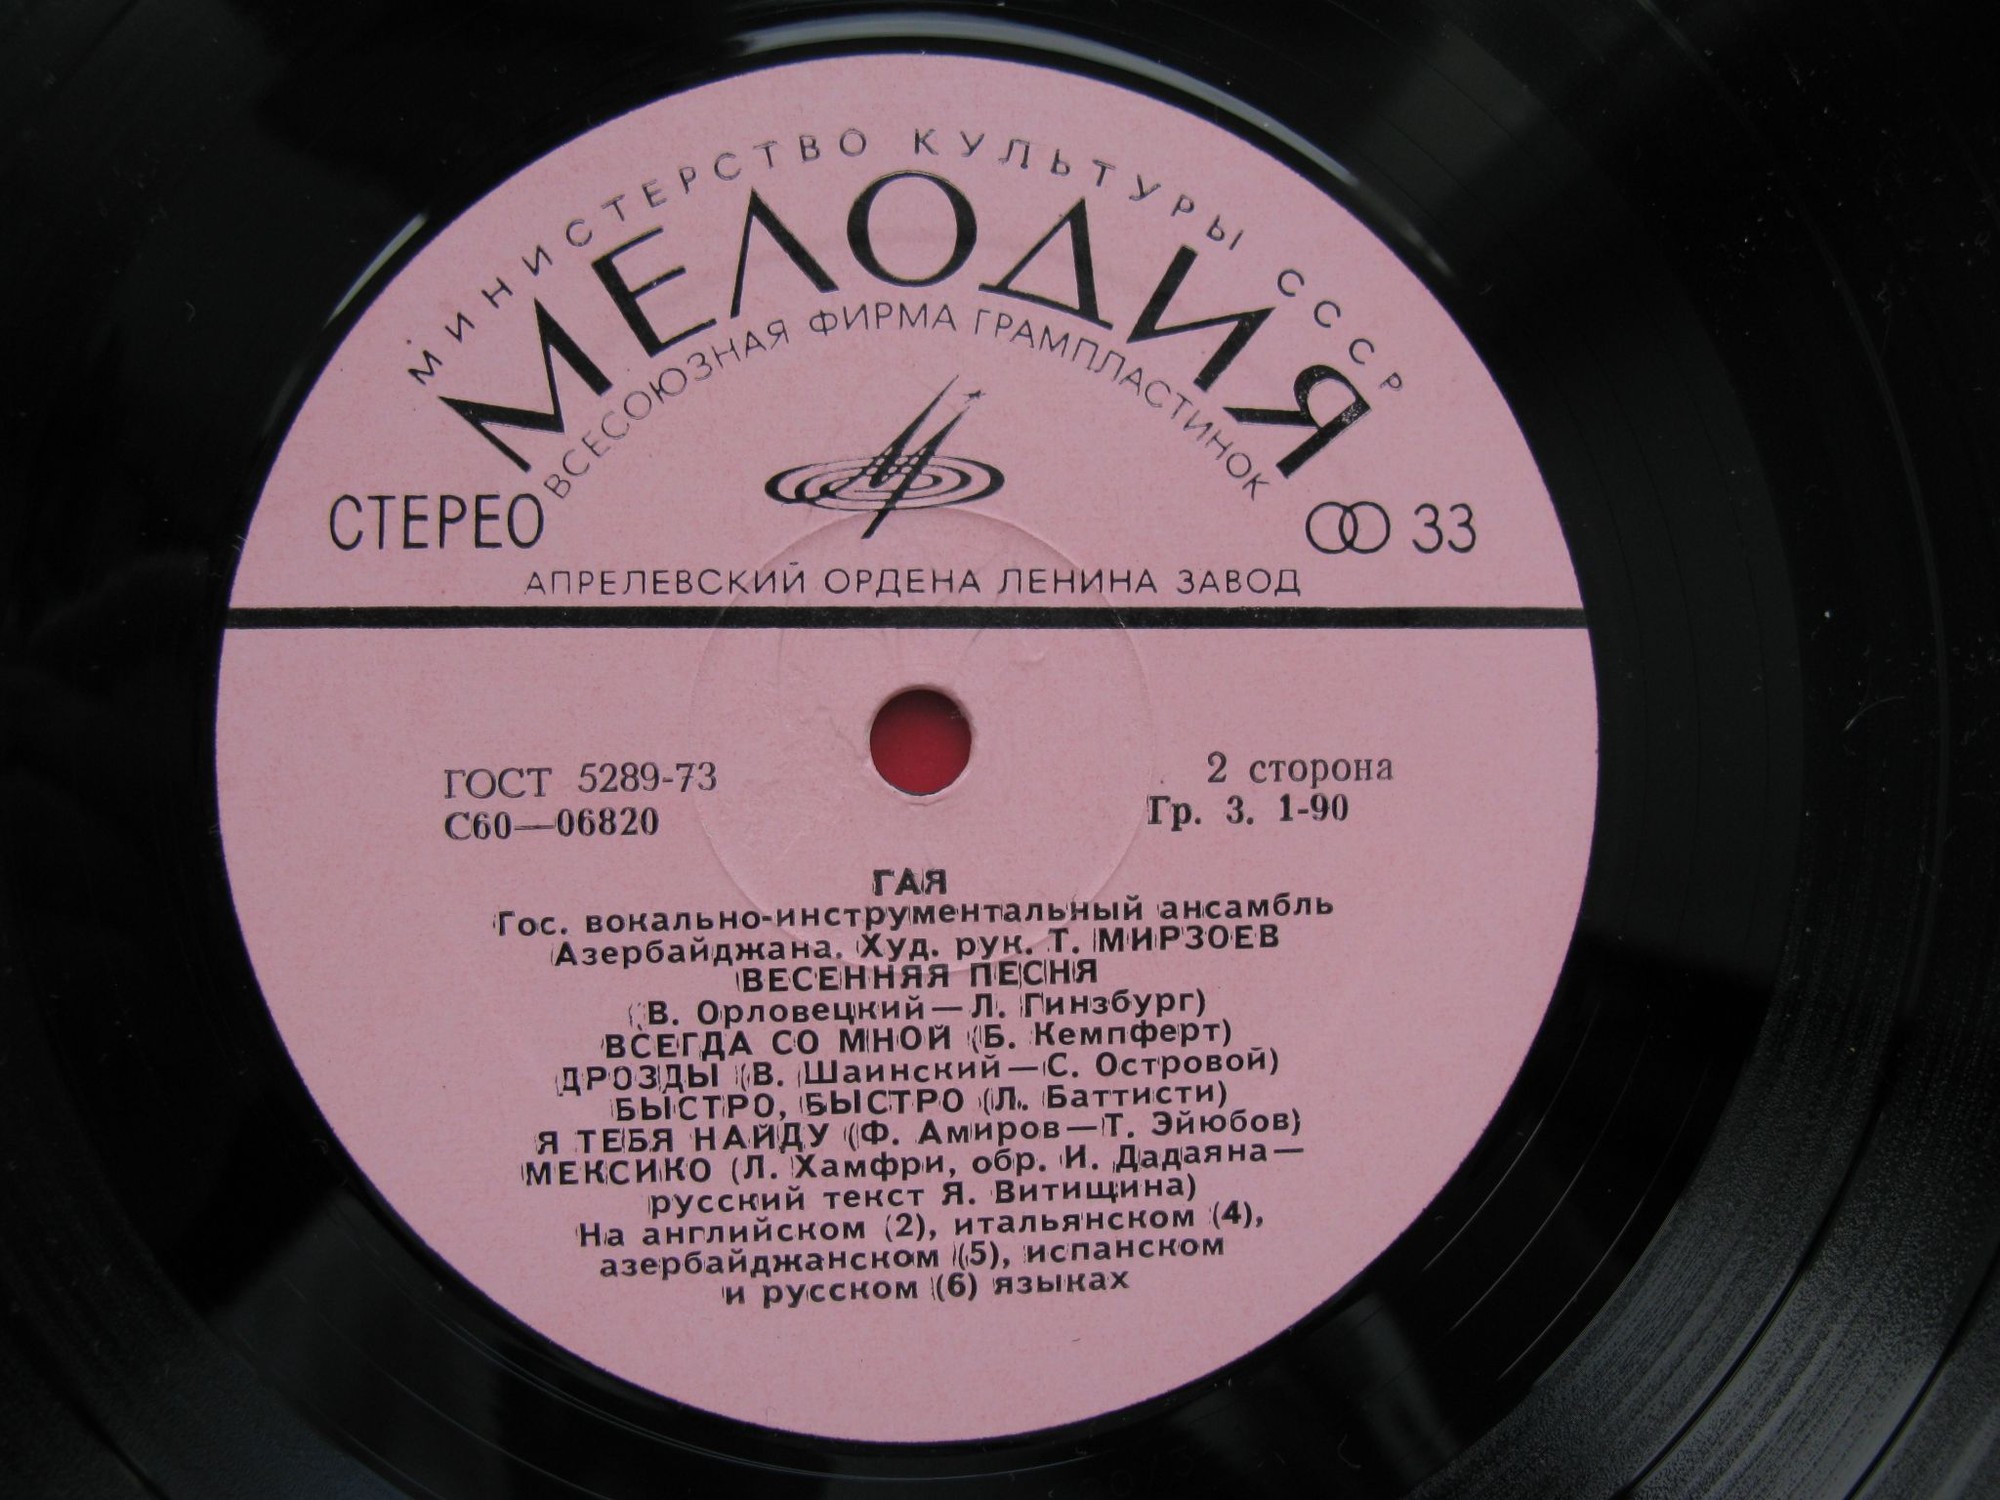 МИНИСТЕРСТВО КУЛЬТУРЫ СССР
МЕЛОДИЯ
ВСЕСОЮЗНАЯ ФИРМА ГРАМПЛАСТИНОК
СТЕРЕО
33
АПРЕЛЕВСКИЙ ОРДЕНА ЛЕНИНА ЗАВОД
ГОСТ 5289-73
2 сторона
С60—06820
Гр. 3. 1-90
ГАЯ
Гос. вокально-инструментальный ансамбль
Азербайджана. Худ. рук. Т. МИРЗОЕВ
ВЕСЕННЯЯ ПЕСНЯ
(В. Орловецкий—Л. Гинзбург)
ВСЕГДА СО МНОЙ (Б. Кемпферт)
ДРОЗДЫ (В. Шаинский—С. Островой)
БЫСТРО, БЫСТРО (Л. Баттисти)
Я ТЕБЯ НАЙДУ (Ф. Амиров—Т. Эйюбов)
МЕКСИКО (Л. Хамфри, обр. И. Дадаяна—
русский текст Я. Витищина)
На английском (2), итальянском (4),
азербайджанском (5), испанском
и русском (6) языках